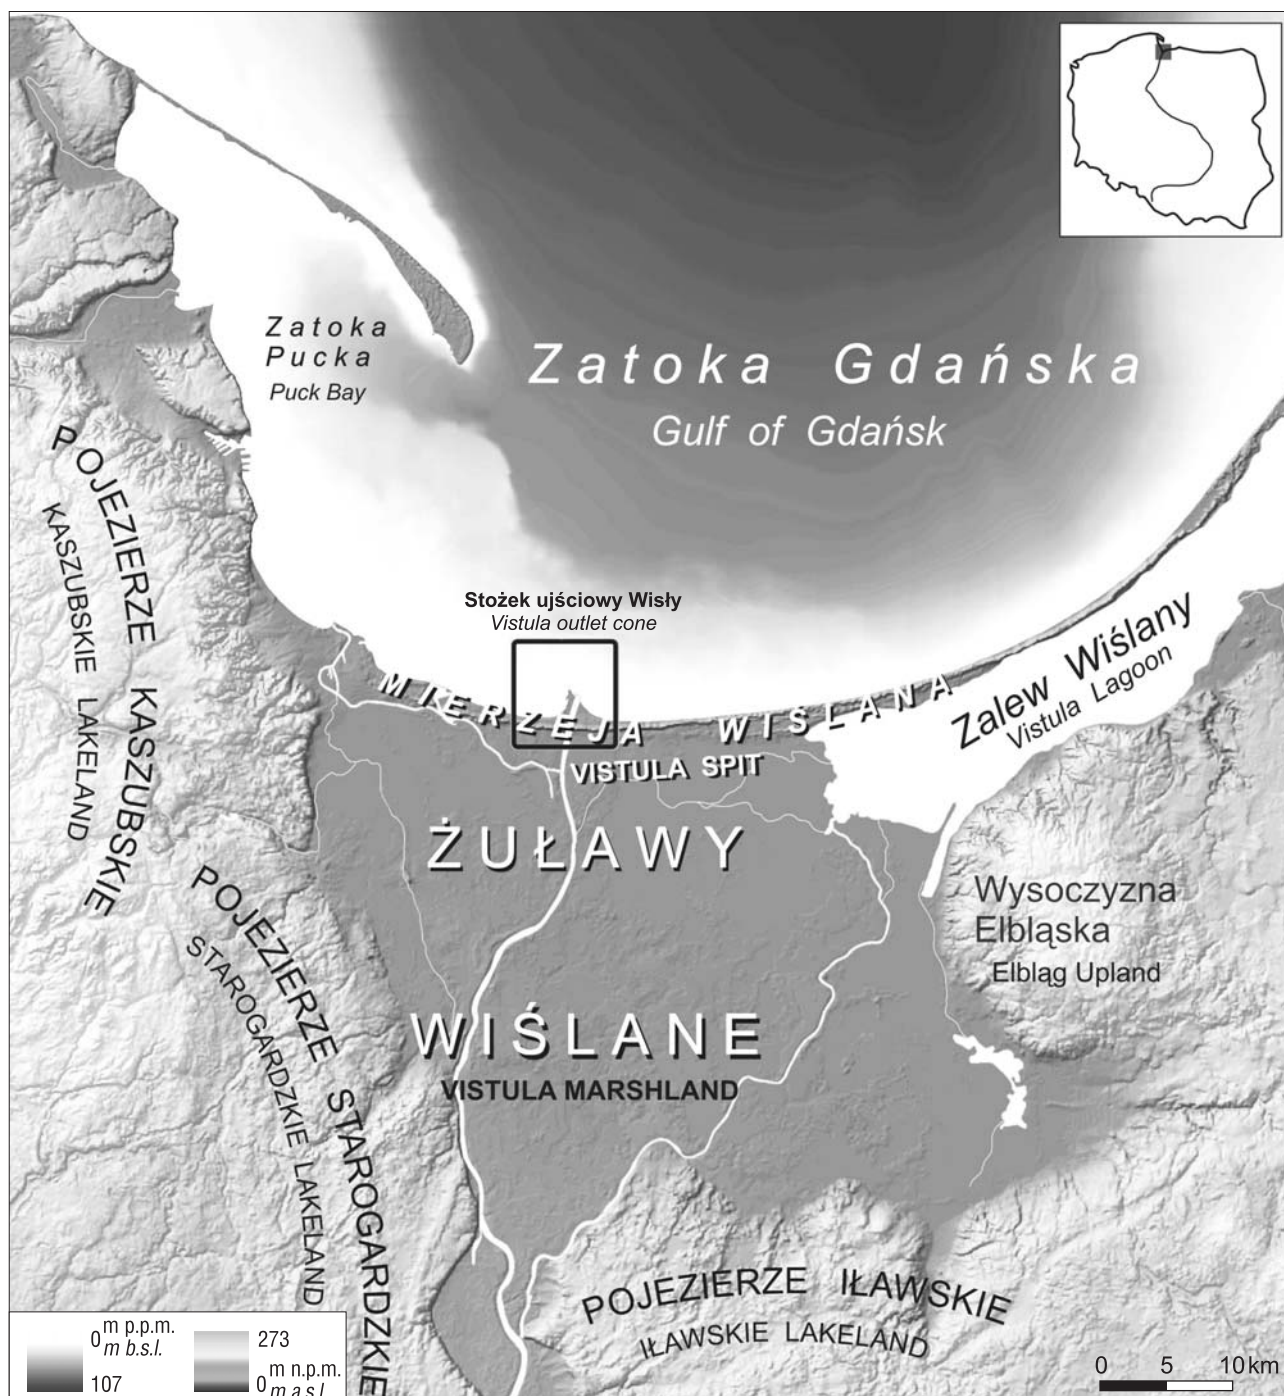 Zatoka
Pucka
Puck Bay
Zatoka Gdańska
Gulf of Gdańsk
POJEZIERZE KASZUBSKIE
KASZUBSKIE LAKELAND
Stożek ujściowy Wisły
Vistula outlet cone
MIERZEJA WIŚLANA
VISTULA SPIT
Zalew Wiślany
Vistula Lagoon
ŻUŁAWY
WIŚLANE
VISTULA MARSHLAND
Wysoczyzna
Elbląska
Elbląg Upland
POJEZIERZE STAROGARDZKIE
STAROGARDZKIE LAKELAND
POJEZIERZE IŁAWSKIE
IŁAWSKIE LAKELAND
0 m p.p.m.
m b.s.l.
107
273
0 m n.p.m.
m a.s.l.
0 5 10 km